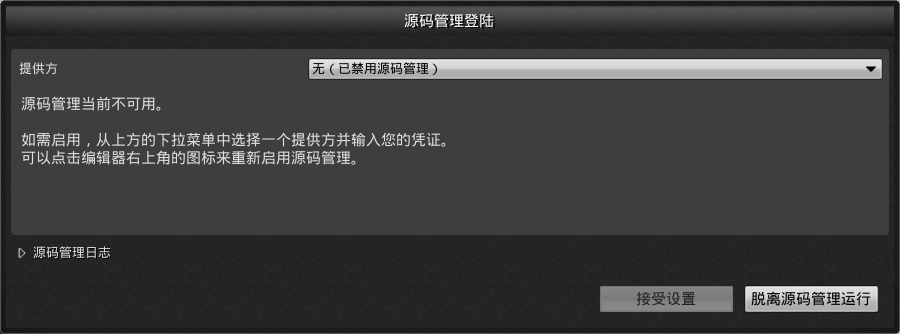 源码管理登陆
提供方
无（已禁用源码管理）
源码管理当前不可用。
如需启用，从上方的下拉菜单中选择一个提供方并输入您的凭证。
可以点击编辑器右上角的图标来重新启用源码管理。
源码管理日志
接受设置
脱离源码管理运行